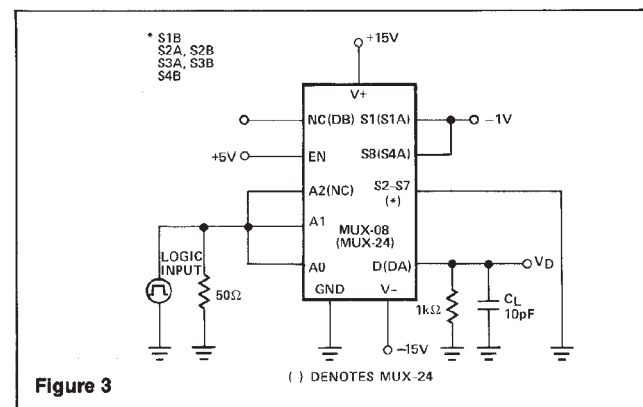 * S1B
S2A, S2B
S3A, S3B
S4B
+15V
V+
NC(DB)
S1(S1A)
−1V
S8(S4A)
+5V
EN
A2(NC)
S2−S7
(*)
A1
MUX-08
(MUX-24)
LOGIC
INPUT
50Ω
A0
D(DA)
VD
GND
V−
1kΩ
CL
10pF
−15V
( ) DENOTES MUX-24
Figure 3